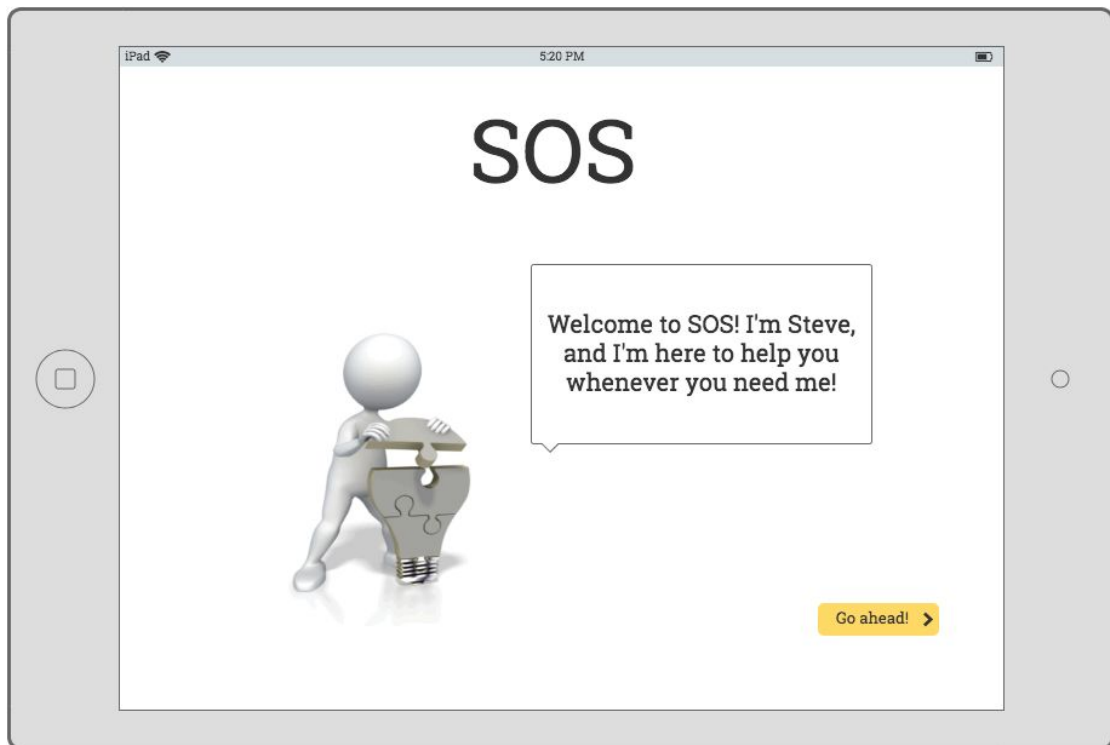 iPad
5:20 PM
SOS
Welcome to SOS! I'm Steve,
and I'm here to help you
whenever you need me!
Go ahead!